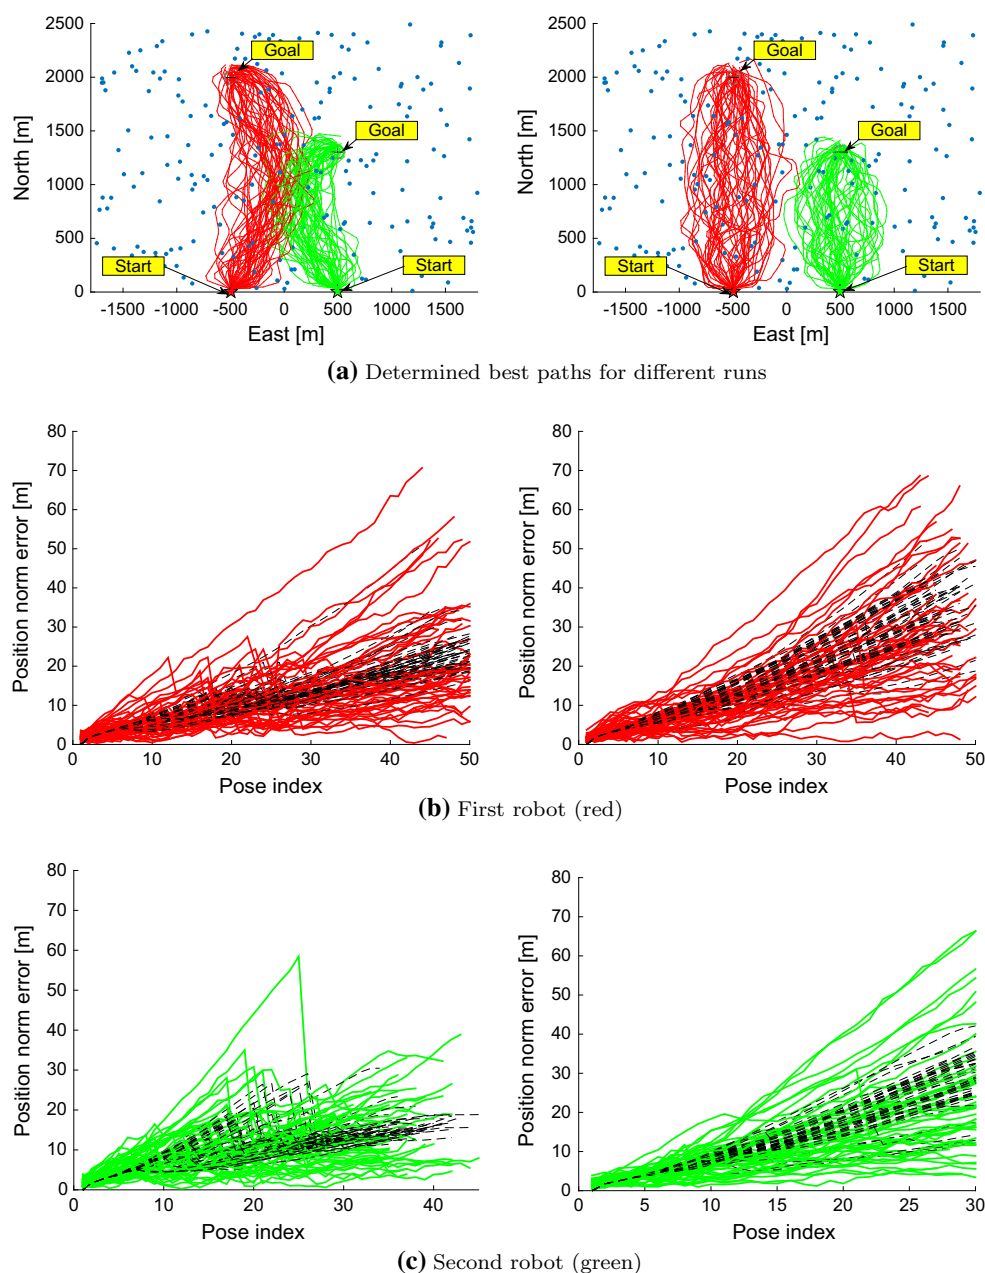 2500
2000
1500
1000
500
0
North [m]
Goal
Goal
Start
Start
-1500 -1000 -500 0 500 1000 1500
East [m]
2500
2000
1500
1000
500
0
North [m]
Goal
Goal
Start
Start
-1500 -1000 -500 0 500 1000 1500
East [m]
(a) Determined best paths for different runs
80
70
60
50
40
30
20
10
0
Position norm error [m]
0 10 20 30 40 50
Pose index
80
70
60
50
40
30
20
10
0
Position norm error [m]
0 10 20 30 40 50
Pose index
(b) First robot (red)
80
70
60
50
40
30
20
10
0
Position norm error [m]
0 10 20 30 40
Pose index
80
70
60
50
40
30
20
10
0
Position norm error [m]
0 5 10 15 20 25 30
Pose index
(c) Second robot (green)